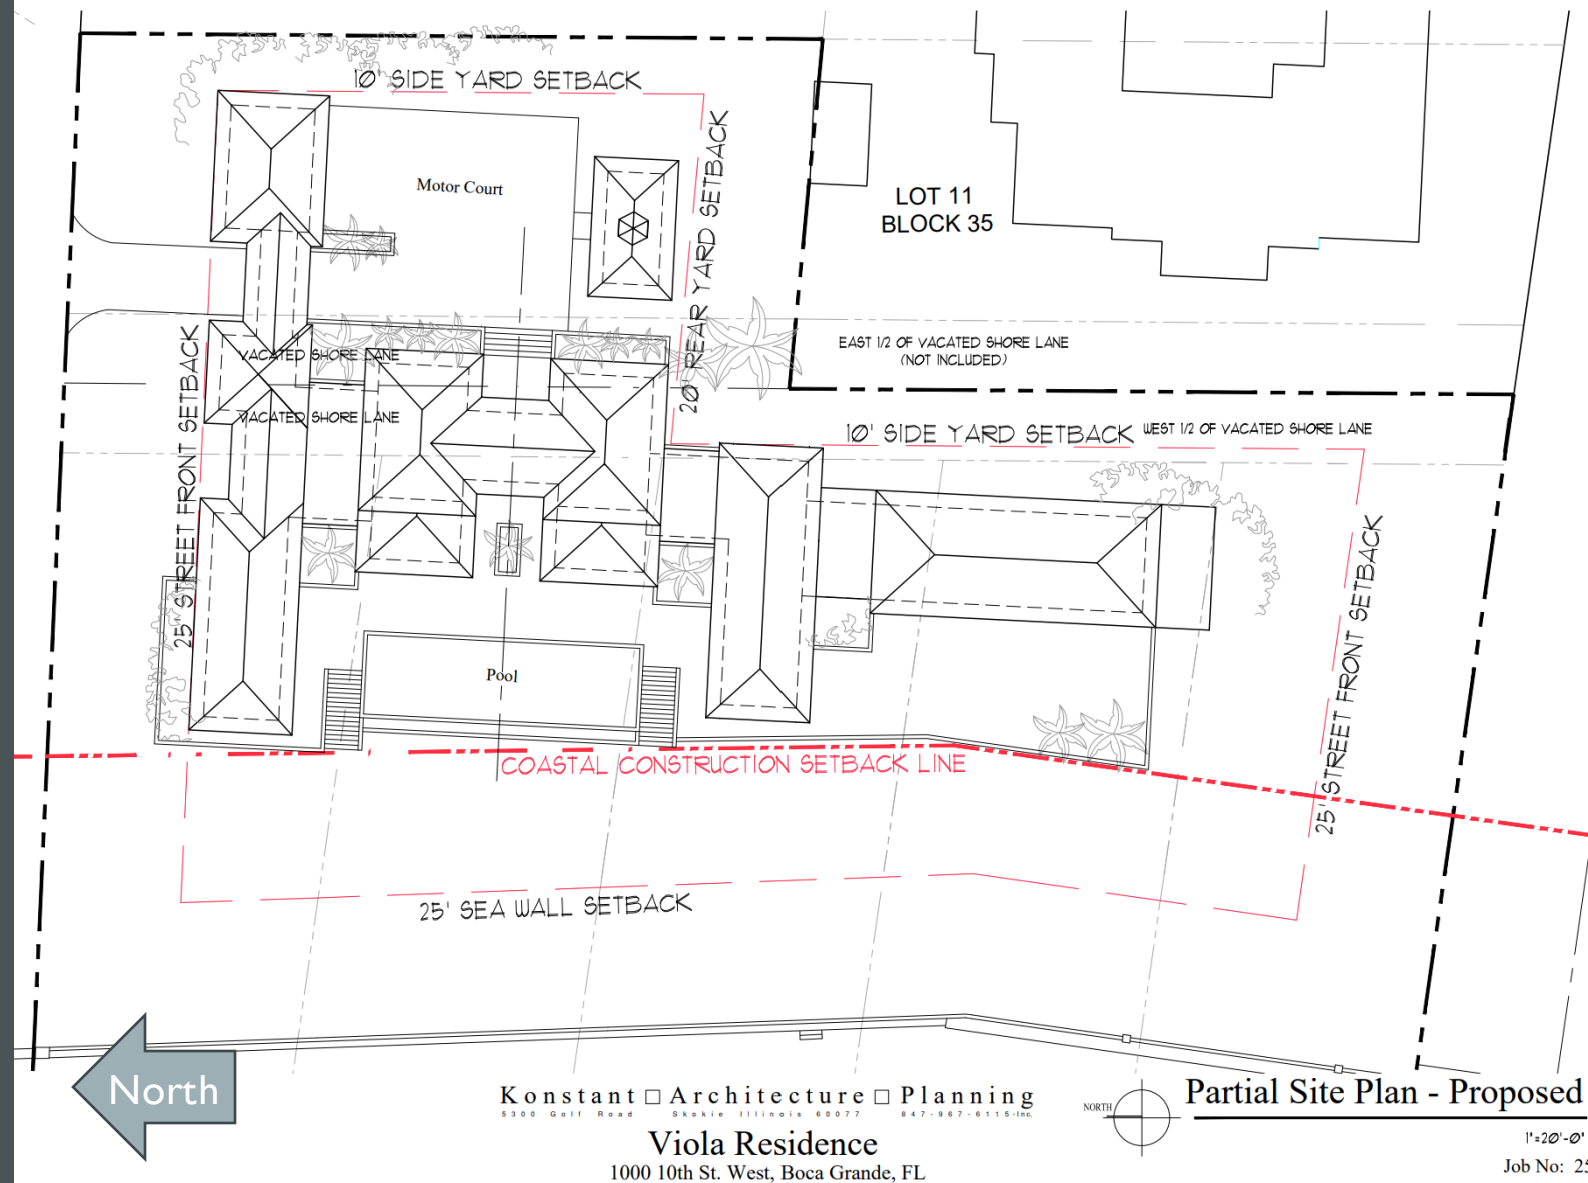 10' SIDE YARD SETBACK
Motor Court
20' REAR YARD SETBACK
LOT 11
BLOCK 35
EAST 1/2 OF VACATED SHORE LANE
(NOT INCLUDED)
VACATED SHORE LANE
VACATED SHORE LANE
25' STREET FRONT SETBACK
10' SIDE YARD SETBACK
WEST 1/2 OF VACATED SHORE LANE
Pool
25' STREET FRONT SETBACK
COASTAL CONSTRUCTION SETBACK LINE
25' SEA WALL SETBACK
North
Konstant □ Architecture □ Planning
5300 Golf Road Skokie Illinois 60077 847-967-6115-Inc.
Viola Residence
1000 10th St. West, Boca Grande, FL
NORTH
Partial Site Plan - Proposed
1"=20'-0"
Job No: 25